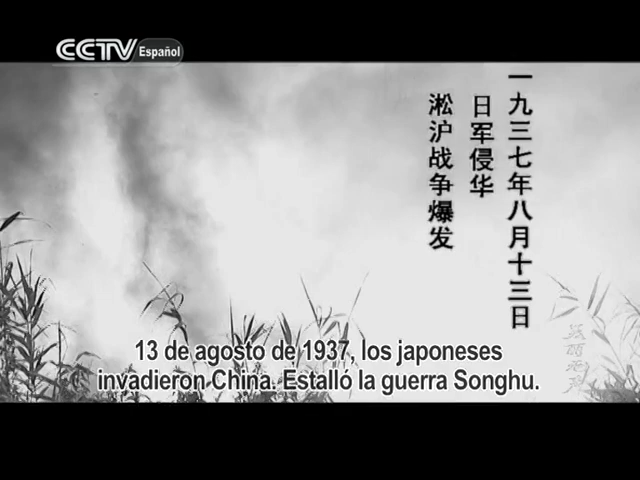 CCTV Español
一九三七年八月十三日
日军侵华
淞沪战争爆发
13 de agosto de 1937, los japoneses
invadieron China. Estalló la guerra Songhu.